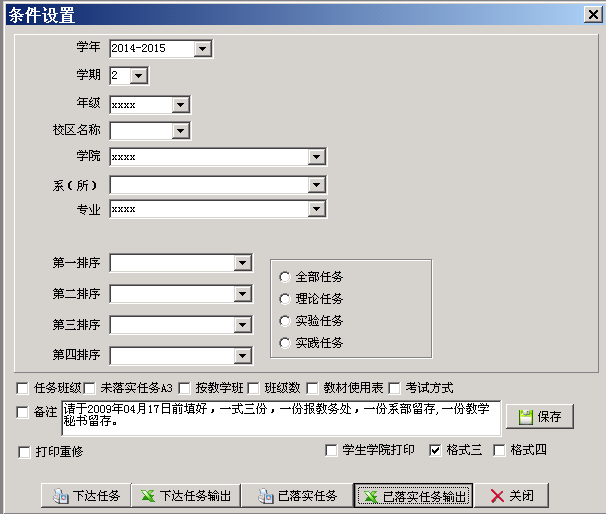 条件设置
学年 2014-2015
学期 2
年级 xxxx
校区名称
学院 xxxx
系(所)
专业 xxxx
第一排序
第二排序
第三排序
第四排序
全部任务
理论任务
实验任务
实践任务
任务班级 未落实任务A3 按教学班 班级数 教材使用表 考试方式
备注 请于2009年04月17日前填好，一式三份，一份报教务处，一份系部留存,一份教学
秘书留存。
保存
打印重修 学生学院打印 格式三 格式四
下达任务 下达任务输出 已落实任务 已落实任务输出 关闭